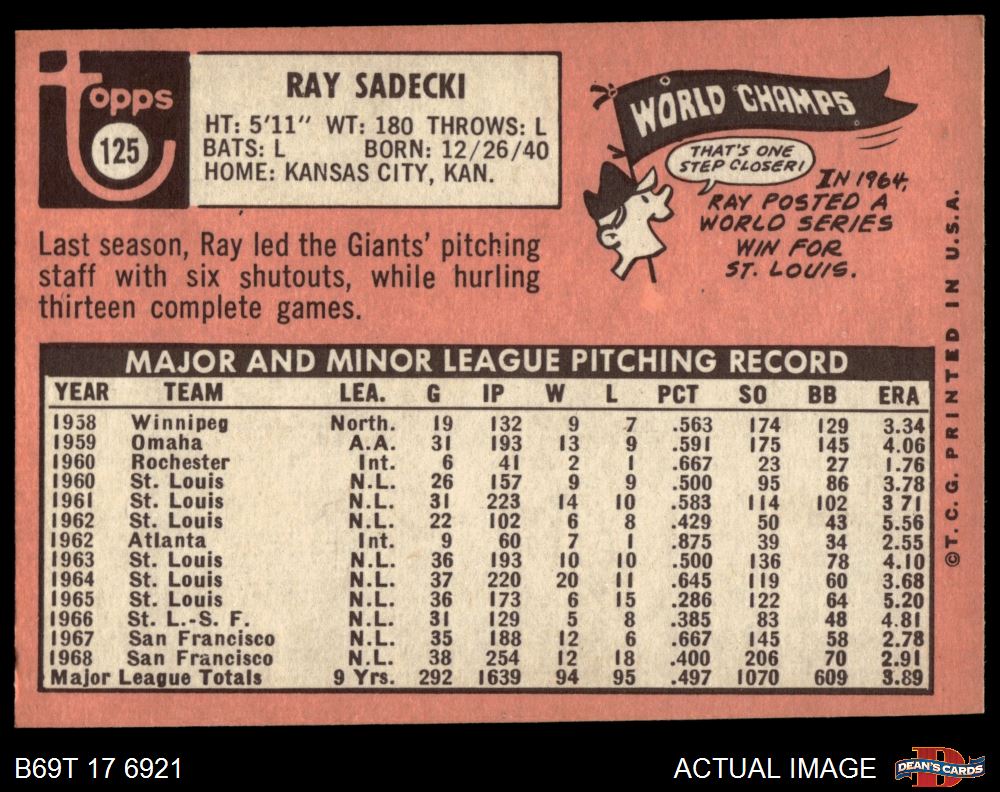 topps
125
RAY SADECKI
HT: 5'11" WT: 180 THROWS: L
BATS: L BORN: 12/26/40
HOME: KANSAS CITY, KAN.
WORLD CHAMPS
THAT'S ONE
STEP CLOSER!
IN 1964,
RAY POSTED A
WORLD SERIES
WIN FOR
ST. LOUIS.
Last season, Ray led the Giants' pitching
staff with six shutouts, while hurling
thirteen complete games.
MAJOR AND MINOR LEAGUE PITCHING RECORD
YEAR TEAM LEA. G IP W L PCT SO BB ERA
1958 Winnipeg North. 19 132 9 7 .563 174 129 3.34
1959 Omaha A.A. 31 193 13 9 .591 175 145 4.06
1960 Rochester Int. 6 41 2 1 .667 23 27 1.76
1960 St. Louis N.L. 26 157 9 9 .500 95 86 3.78
1961 St. Louis N.L. 31 223 14 10 .583 114 102 3 71
1962 St. Louis N.L. 22 102 6 8 .429 50 43 5.56
1962 Atlanta Int. 9 60 7 1 .875 39 34 2.55
1963 St. Louis N.L. 36 193 10 10 .500 136 78 4.10
1964 St. Louis N.L. 37 220 20 11 .645 119 60 3.68
1965 St. Louis N.L. 36 173 6 15 .286 122 64 5.20
1966 St. L.-S. F. N.L. 31 129 5 8 .385 83 48 4.81
1967 San Francisco N.L. 35 188 12 6 .667 145 58 2.78
1968 San Francisco N.L. 38 254 12 18 .400 206 70 2.91
Major League Totals 9 Yrs. 292 1639 94 95 .497 1070 609 3.89
©T. C. G. PRINTED IN U.S.A.
B69T 17 6921
ACTUAL IMAGE
DEAN'S CARDS